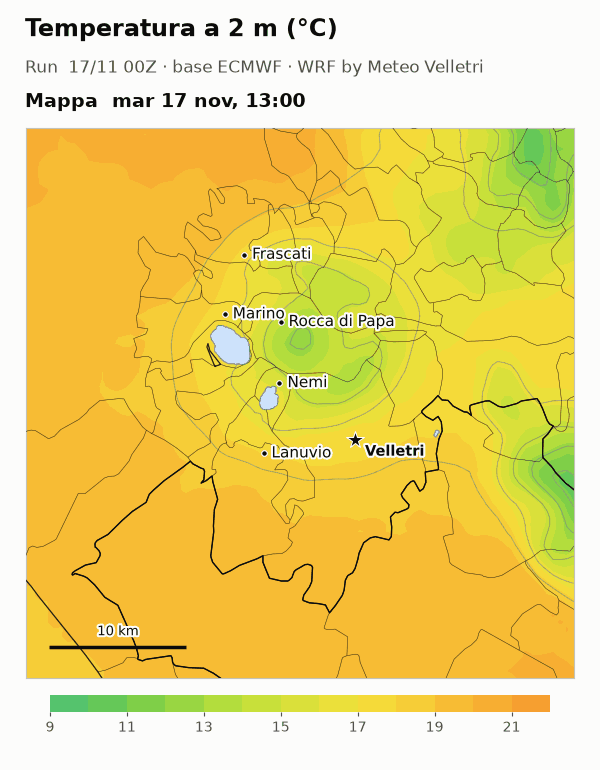 Temperatura a 2 m (°C)
Run 17/11 00Z · base ECMWF · WRF by Meteo Velletri
Mappa mar 17 nov, 13:00
Frascati
Marino
Rocca di Papa
Nemi
Velletri
Lanuvio
10 km
9 11 13 15 17 19 21